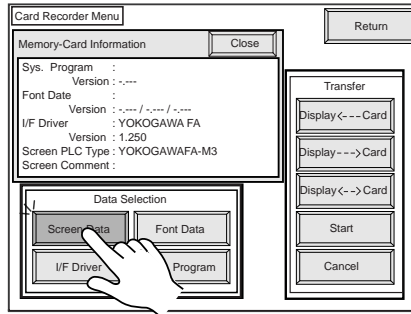 Card Recorder Menu
Return
Memory-Card Information
Close
Sys. Program :
Version : -.---
Font Date :
Version : -.--- / -.--- / -.---
I/F Driver : YOKOGAWA FA
Version : 1.250
Screen PLC Type : YOKOGAWAFA-M3
Screen Comment :
Transfer
Display<---Card
Display--->Card
Display<-->Card
Start
Cancel
Data Selection
Screen Data
Font Data
I/F Driver
Program